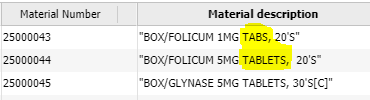 Material Number Material description
25000043 "BOX/FOLICUM 1MG TABS, 20'S"
25000044 "BOX/FOLICUM 5MG TABLETS, 20'S"
25000045 "BOX/GLYNASE 5MG TABLETS, 30'S[C]"